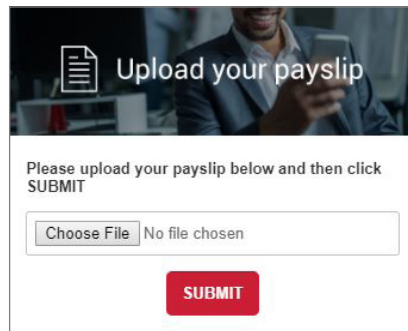 Upload your payslip
Please upload your payslip below and then click
SUBMIT
Choose File No file chosen
SUBMIT